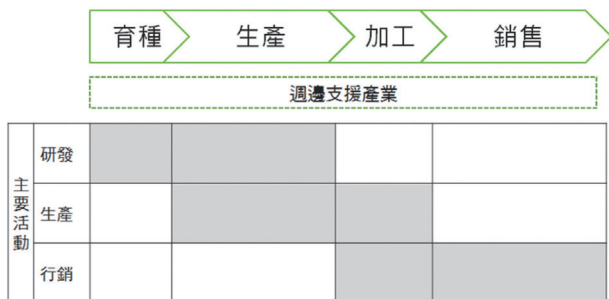 育種 生產 加工 銷售
週邊支援產業
主要活動
研發
生產
行銷